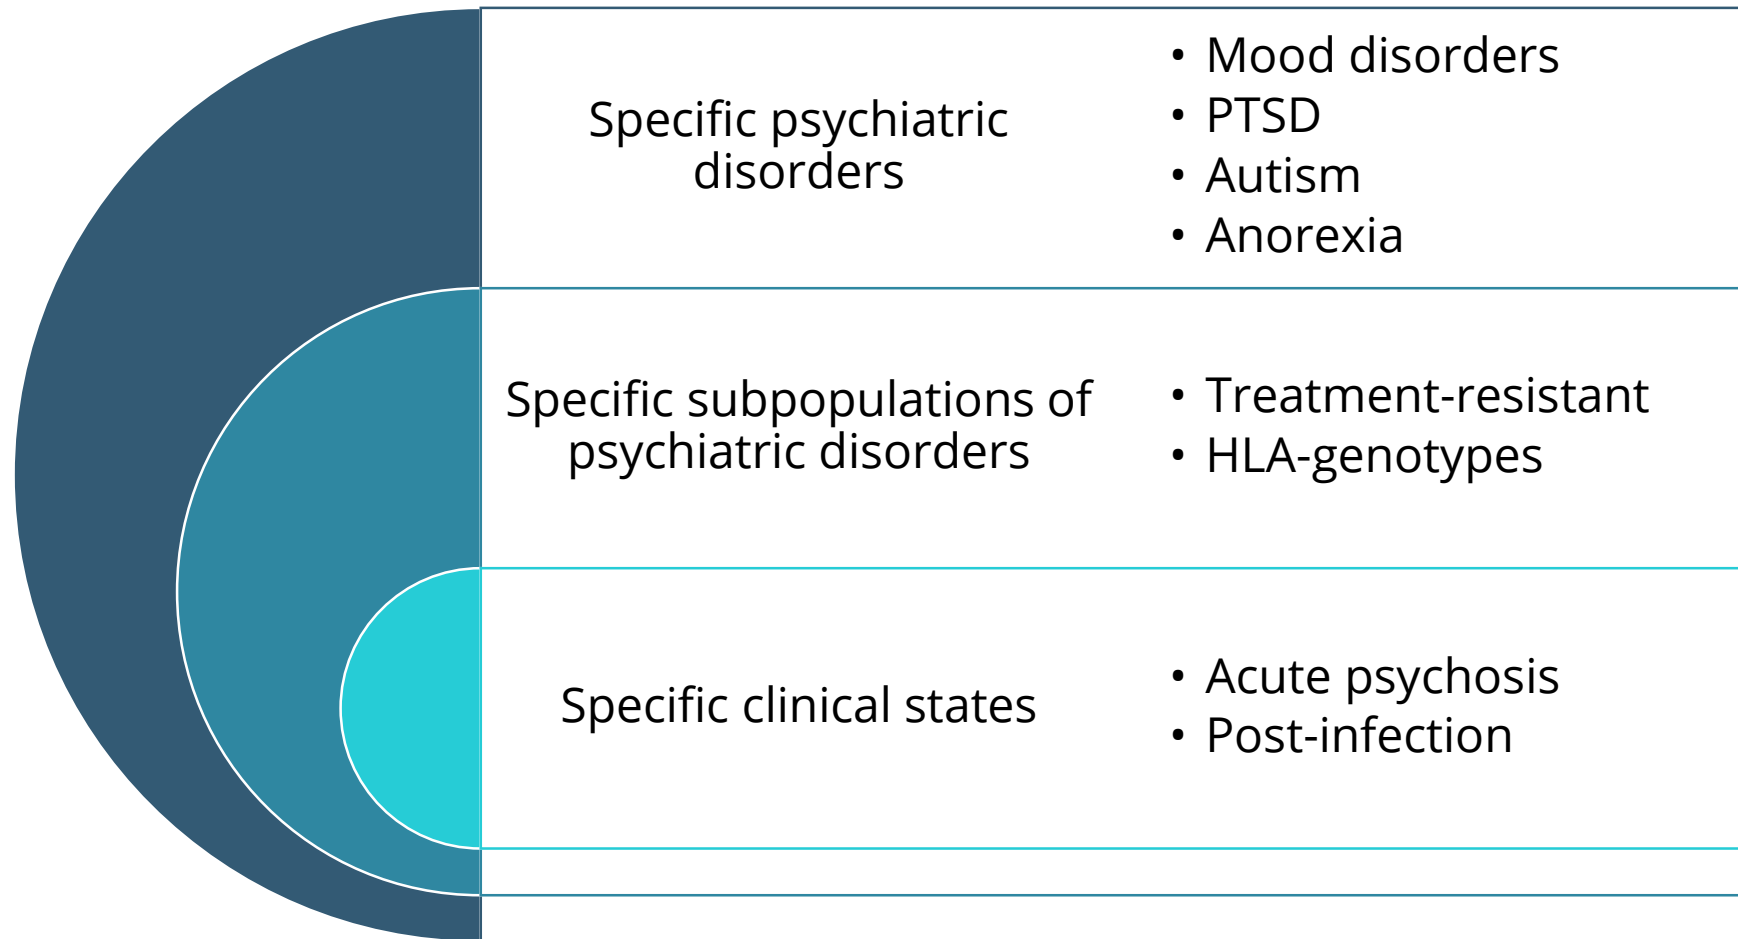 Specific psychiatric
disorders
• Mood disorders
• PTSD
• Autism
• Anorexia
Specific subpopulations of
psychiatric disorders
• Treatment-resistant
• HLA-genotypes
Specific clinical states
• Acute psychosis
• Post-infection